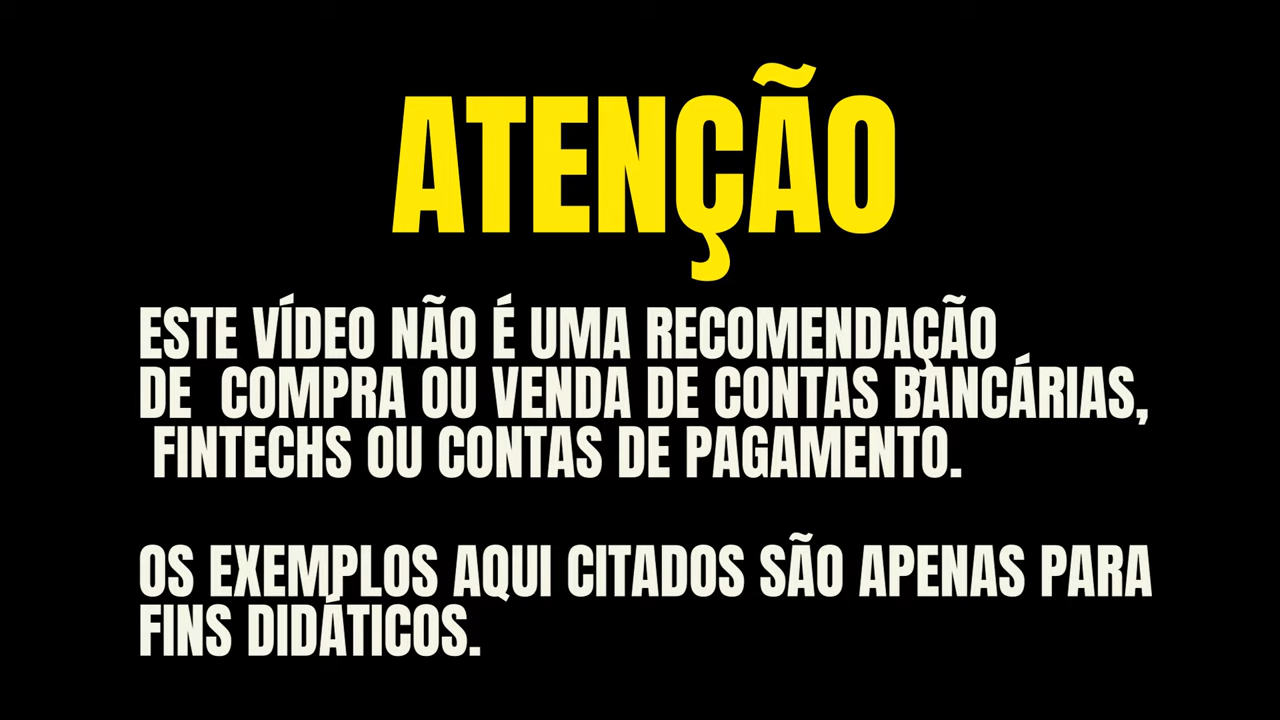 ATENÇÃO
ESTE VÍDEO NÃO É UMA RECOMENDAÇÃO
DE COMPRA OU VENDA DE CONTAS BANCÁRIAS,
FINTECHS OU CONTAS DE PAGAMENTO.
OS EXEMPLOS AQUI CITADOS SÃO APENAS PARA
FINS DIDÁTICOS.